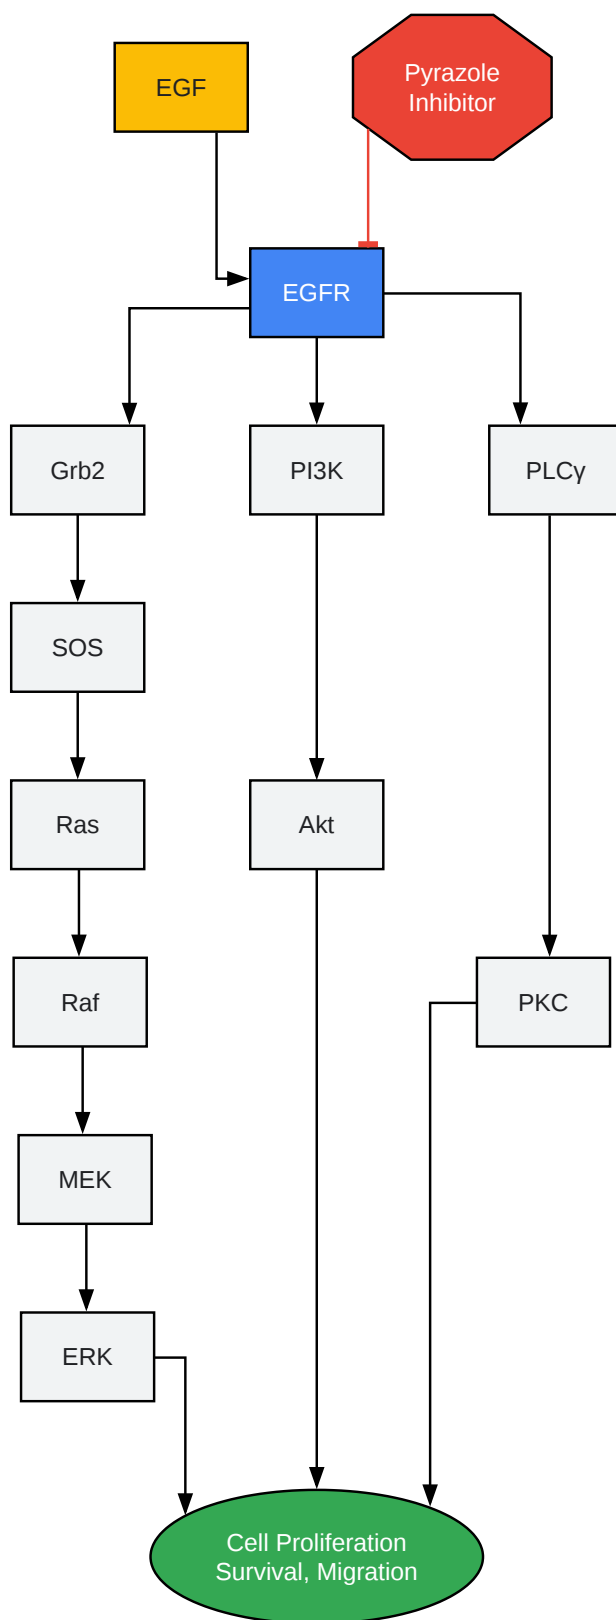 EGF
Pyrazole
Inhibitor
EGFR
Grb2
PI3K
PLCγ
SOS
Ras
Akt
Raf
PKC
MEK
ERK
Cell Proliferation
Survival, Migration